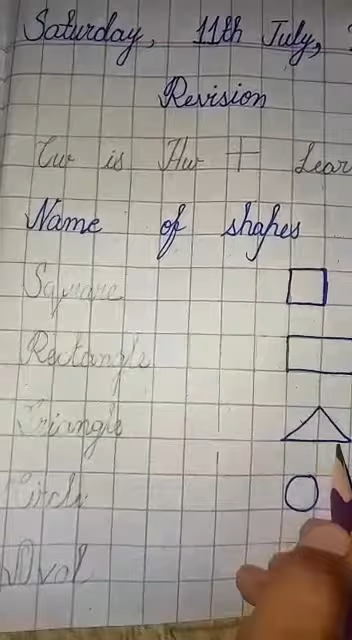 Saturday, 11th July,
Revision
Cw is Hw + Lear
Name of shapes
Square
Rectangle
Triangle
Circle
Oval